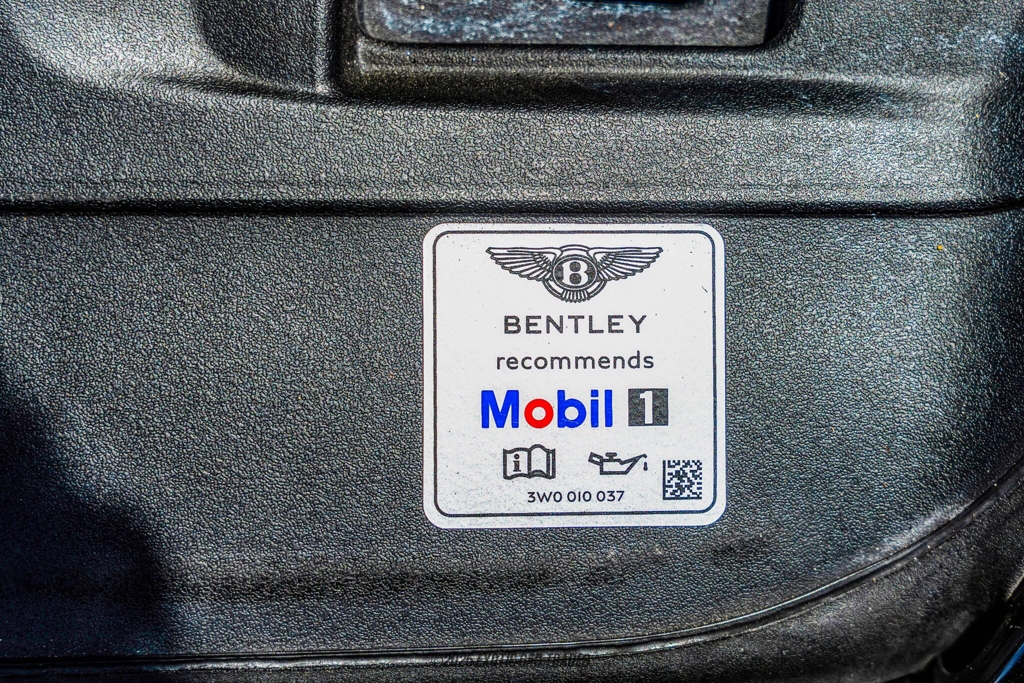 B
BENTLEY
recommends
Mobil 1
i
3W0 010 037